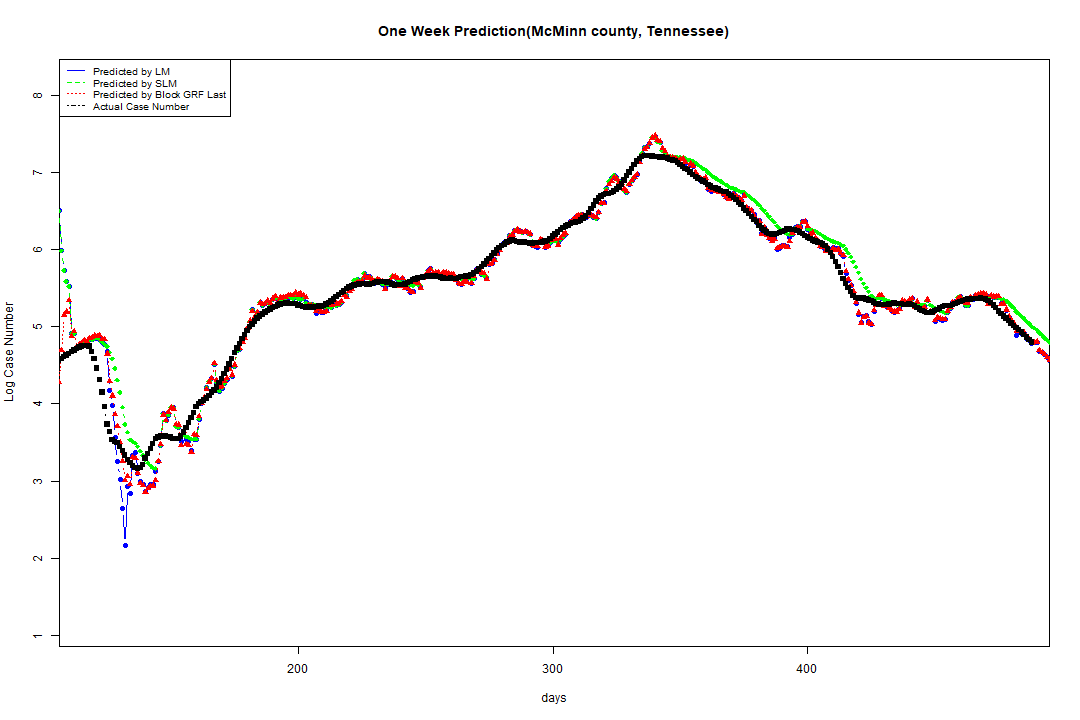 One Week Prediction(McMinn county, Tennessee)
Predicted by LM
Predicted by SLM
Predicted by Block GRF Last
Actual Case Number
8
7
6
5
4
3
2
1
Log Case Number
200 300 400
days